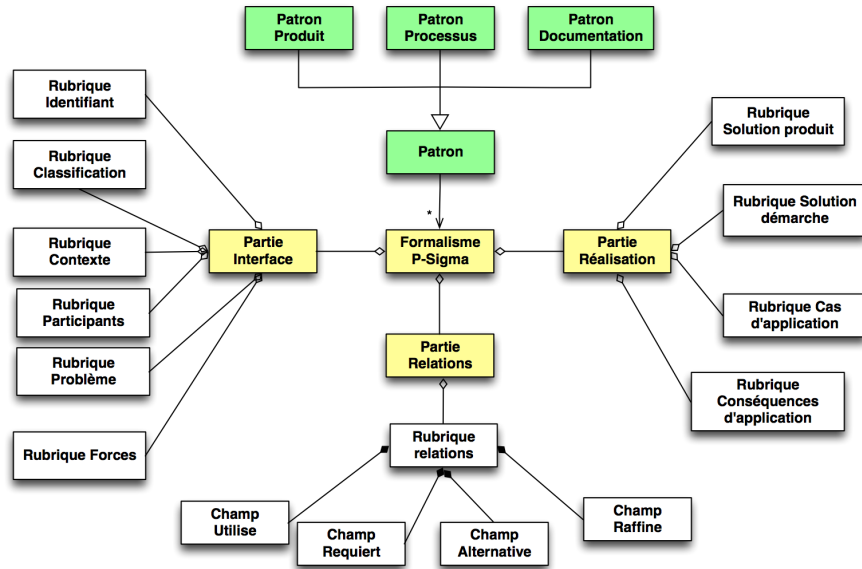 Patron
Produit
Patron
Processus
Patron
Documentation
Rubrique
Identifiant
Rubrique
Solution produit
Patron
Rubrique
Classification
*
Rubrique Solution
démarche
Rubrique
Contexte
Partie
Interface
Formalisme
P-Sigma
Partie
Réalisation
Rubrique
Participants
Rubrique Cas
d'application
Rubrique
Problème
Partie
Relations
Rubrique
Conséquences
d'application
Rubrique Forces
Rubrique
relations
Champ
Utilise
Champ
Requiert
Champ
Alternative
Champ
Raffine